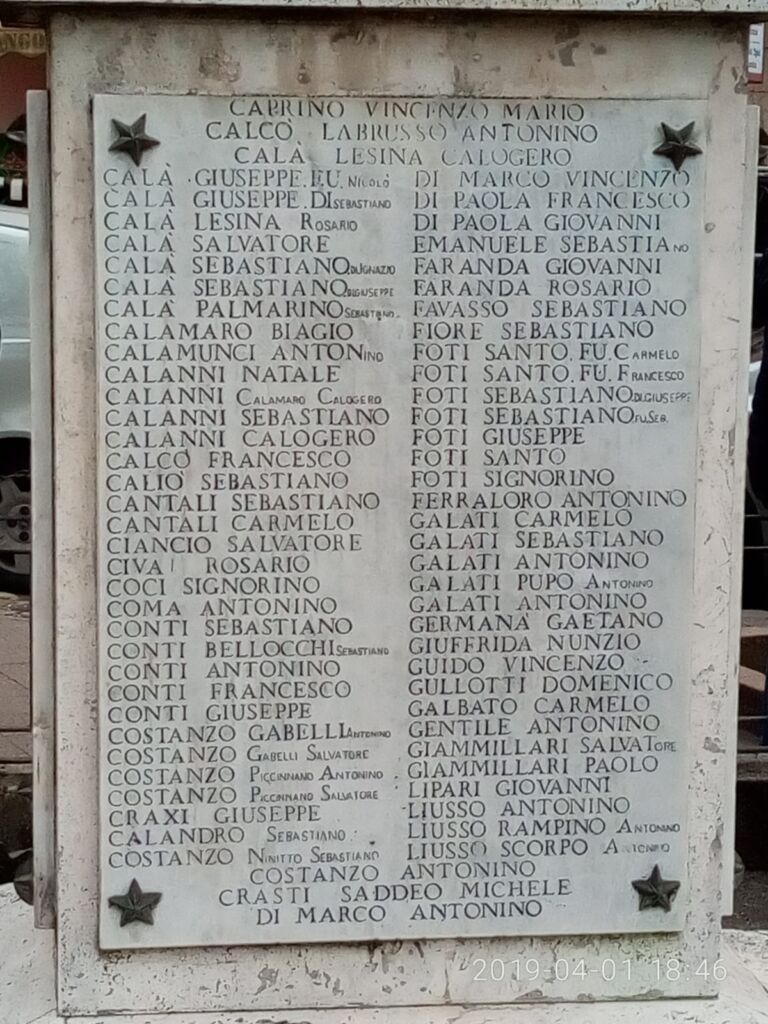 CAPRINO VINCENZO MARIO
CALCÒ LABRUSSO ANTONINO
CALÀ LESINA CALOGERO
CALÀ GIUSEPPE.FU.NICOLÒ
CALÀ GIUSEPPE.DI SEBASTIANO
CALÀ LESINA ROSARIO
CALÀ SALVATORE
CALÀ SEBASTIANO.DI.IGNAZIO
CALÀ SEBASTIANO.DI.GIUSEPPE
CALÀ PALMARINO SEBASTIANO.
CALAMARO BIAGIO
CALAMUNCI ANTONINO
CALANNI NATALE
CALANNI CALAMARO CALOGERO
CALANNI SEBASTIANO
CALANNI CALOGERO
CALCÒ FRANCESCO
CALIÒ SEBASTIANO
CANTALI SEBASTIANO
CANTALI CARMELO
CIANCIO SALVATORE
CIVA ROSARIO
COCI SIGNORINO
COMA ANTONINO
CONTI SEBASTIANO
CONTI BELLOCCHI SEBASTIANO
CONTI ANTONINO
CONTI FRANCESCO
CONTI GIUSEPPE
COSTANZO GABELLI ANTONINO
COSTANZO GABELLI SALVATORE
COSTANZO PICCINNANO ANTONINO
COSTANZO PICCINNANO SALVATORE
CRAXI GIUSEPPE
CALANDRO SEBASTIANO
COSTANZO NINITTO SEBASTIANO
DI MARCO VINCENZO
DI PAOLA FRANCESCO
DI PAOLA GIOVANNI
EMANUELE SEBASTIANO
FARANDA GIOVANNI
FARANDA ROSARIO
FAVASSO SEBASTIANO
FIORE SEBASTIANO
FOTI SANTO.FU.CARMELO
FOTI SANTO.FU.FRANCESCO
FOTI SEBASTIANO.DI.GIUSEPPE
FOTI SEBASTIANO.FU.SEB.
FOTI GIUSEPPE
FOTI SANTO
FOTI SIGNORINO
FERRALORO ANTONINO
GALATI CARMELO
GALATI SEBASTIANO
GALATI ANTONINO
GALATI PUPO ANTONINO
GALATI ANTONINO
GERMANÀ GAETANO
GIUFFRIDA NUNZIO
GUIDO VINCENZO
GULLOTTI DOMENICO
GALBATO CARMELO
GENTILE ANTONINO
GIAMMILLARI SALVATORE
GIAMMILLARI PAOLO
LIPARI GIOVANNI
LIUSSO ANTONINO
LIUSSO RAMPINO ANTONINO
LIUSSO SCORPO ANTONINO
COSTANZO ANTONINO
CRASTI SADDEO MICHELE
DI MARCO ANTONINO
2019-04-01 18:46